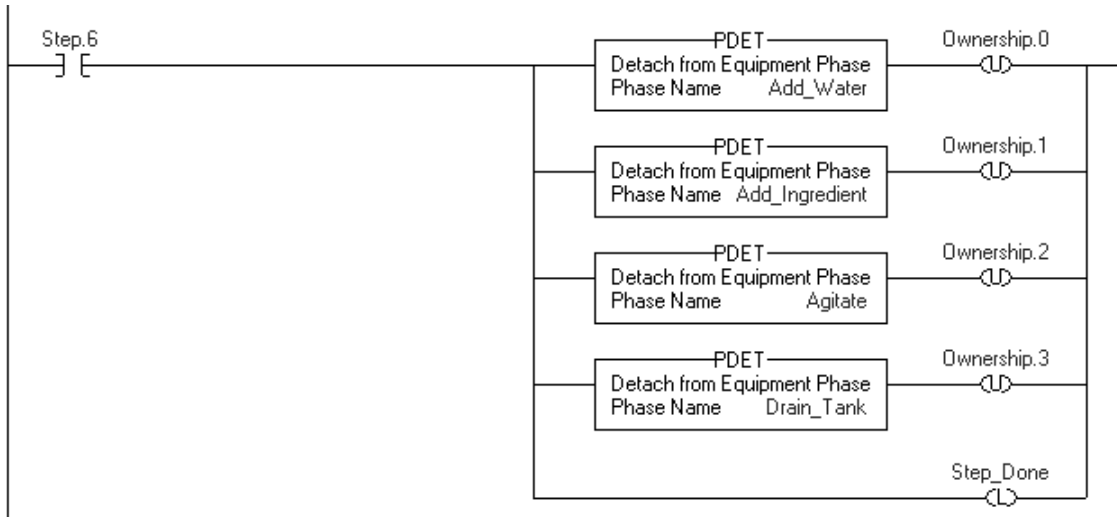 Step.6
PDET
Ownership.0
Detach from Equipment Phase
(U)
Phase Name Add_Water
PDET
Ownership.1
Detach from Equipment Phase
(U)
Phase Name Add_Ingredient
PDET
Ownership.2
Detach from Equipment Phase
(U)
Phase Name Agitate
PDET
Ownership.3
Detach from Equipment Phase
(U)
Phase Name Drain_Tank
Step_Done
(L)